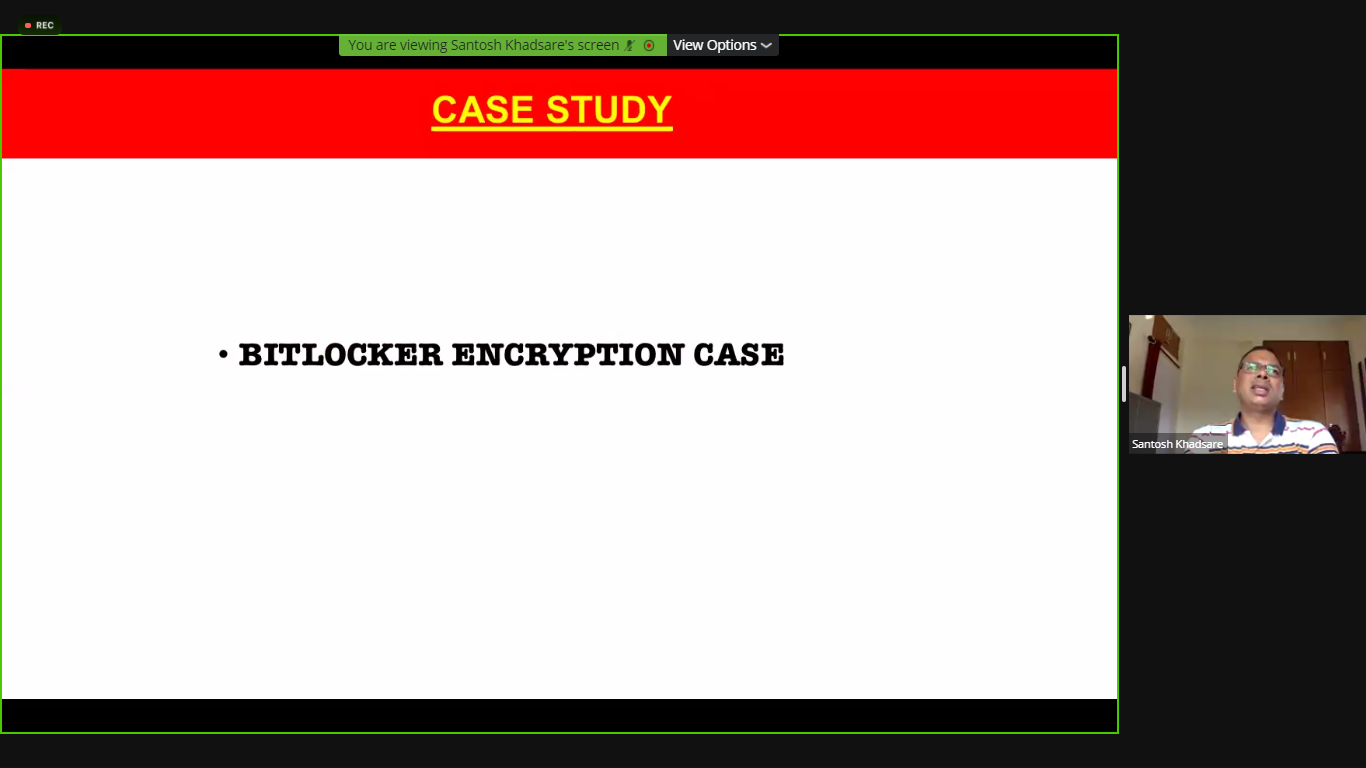 REC
You are viewing Santosh Khadsare's screen
View Options
CASE STUDY
• BITLOCKER ENCRYPTION CASE
Santosh Khadsare